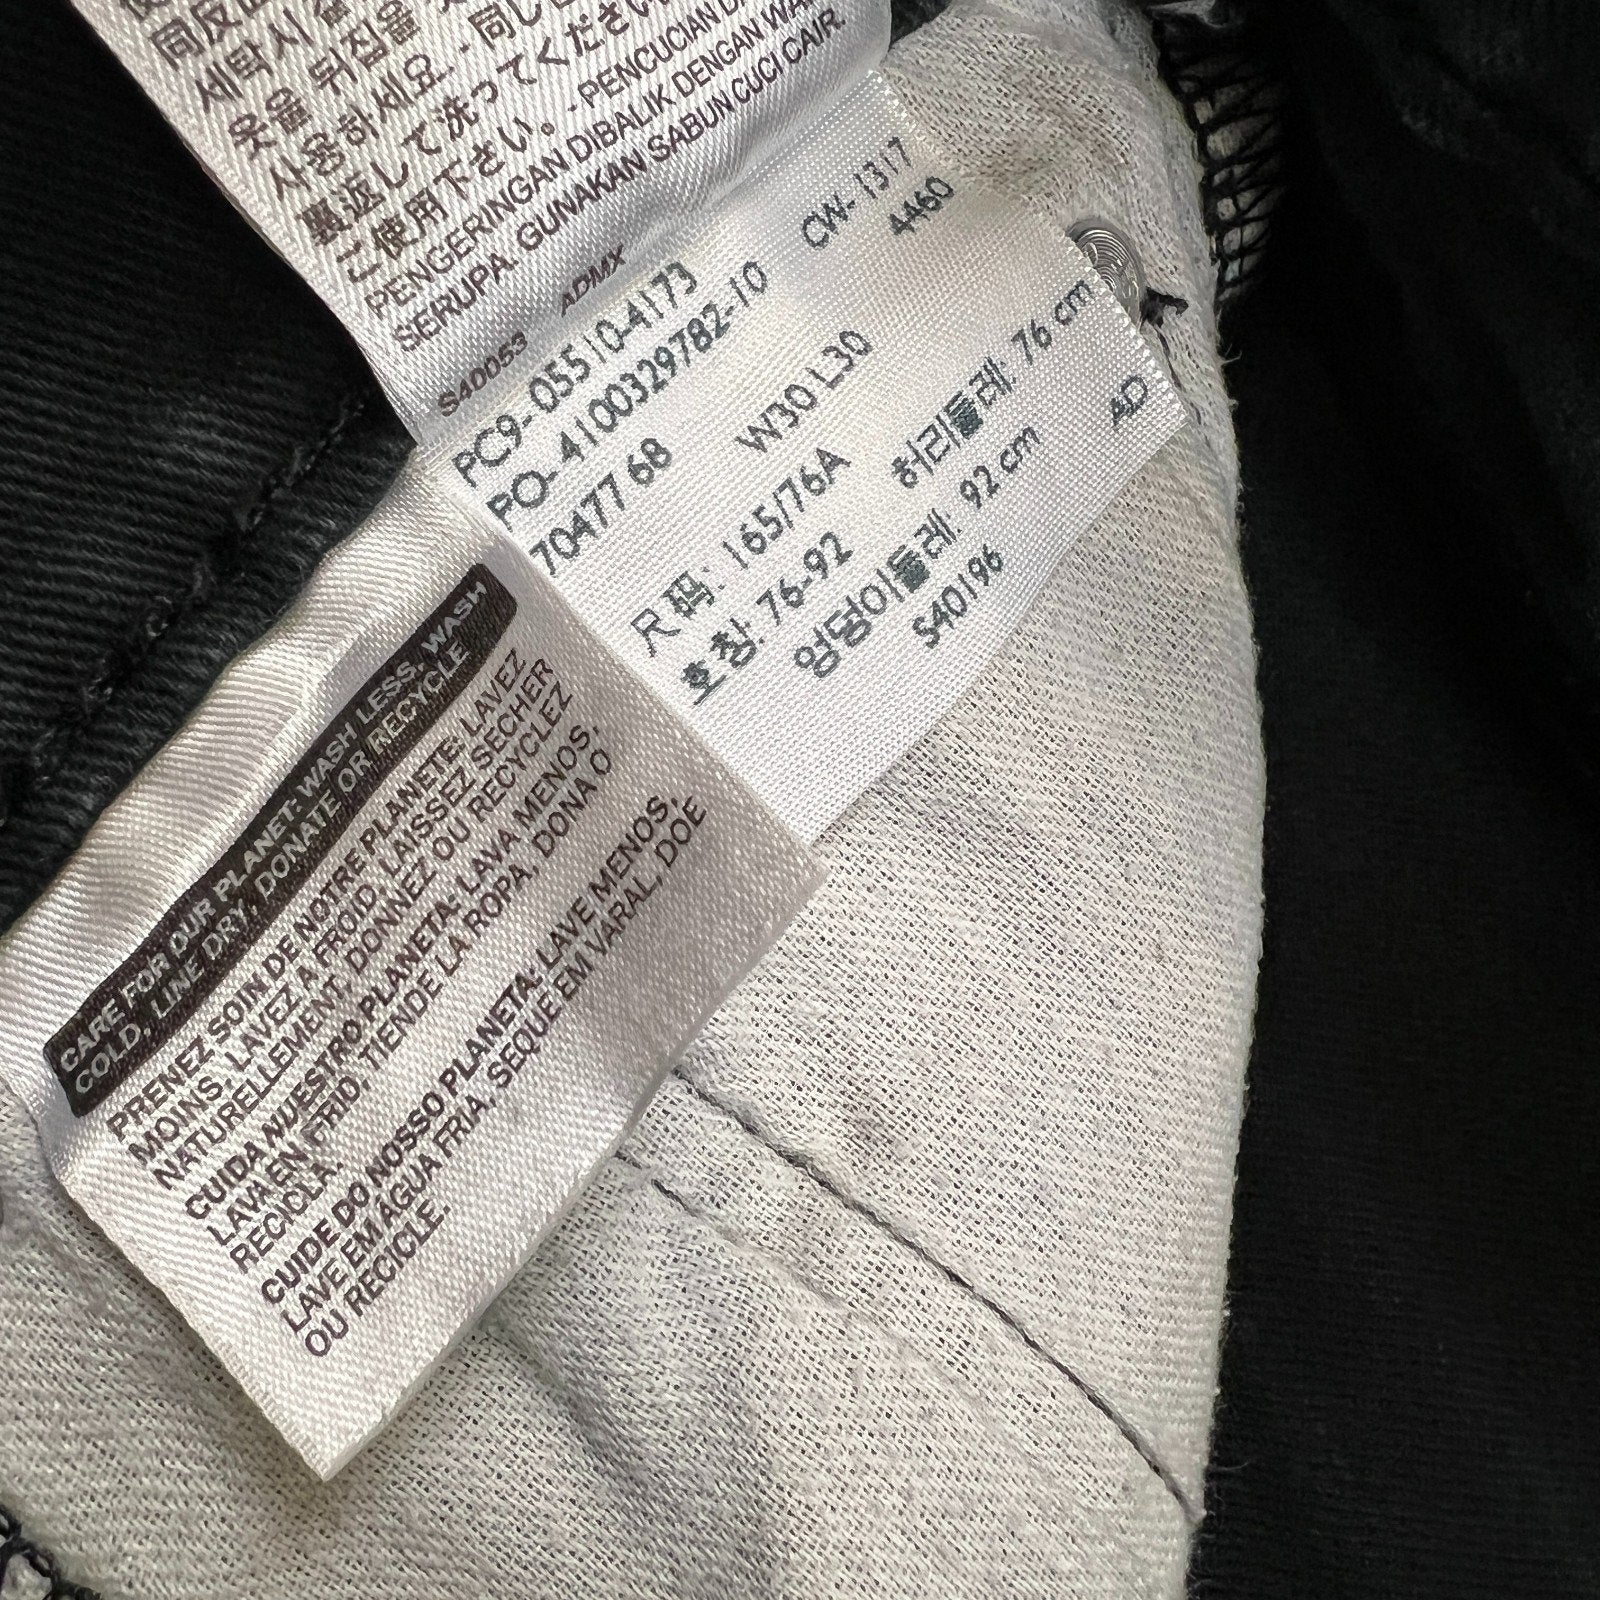 세탁시 뒤집을
옷을 사용하세요. - 同じ
裏返して洗ってください
ご使用下さい。 - PENCUCIAN
PENGERINGAN DIBALIK DENGAN
SERUPA. GUNAKAN SABUN CUCI CAIR.
S40053 ADMX
PC9-05510-4173 CW-1317
PO-4100329782-10 4460
70477 68 W30 L30
尺码: 165/76A 허리둘레: 76 cm
호칭: 76-92 엉덩이둘레: 92 cm
S40196 AD
CARE FOR OUR PLANET: WASH LESS, WASH
COLD, LINE DRY, DONATE OR RECYCLE
PRENEZ SOIN DE NOTRE PLANETE: LAVEZ
MOINS, LAVEZ A FROID, LAISSEZ SECHER
NATURELLEMENT, DONNEZ OU RECYCLEZ
CUIDA NUESTRO PLANETA: LAVA MENOS,
LAVA EN FRIO, TIENDE LA ROPA, DONA O
RECICLA.
CUIDE DO NOSSO PLANETA: LAVE MENOS,
LAVE EM AGUA FRIA, SEQUE EM VARAL, DOE
OU RECICLE.